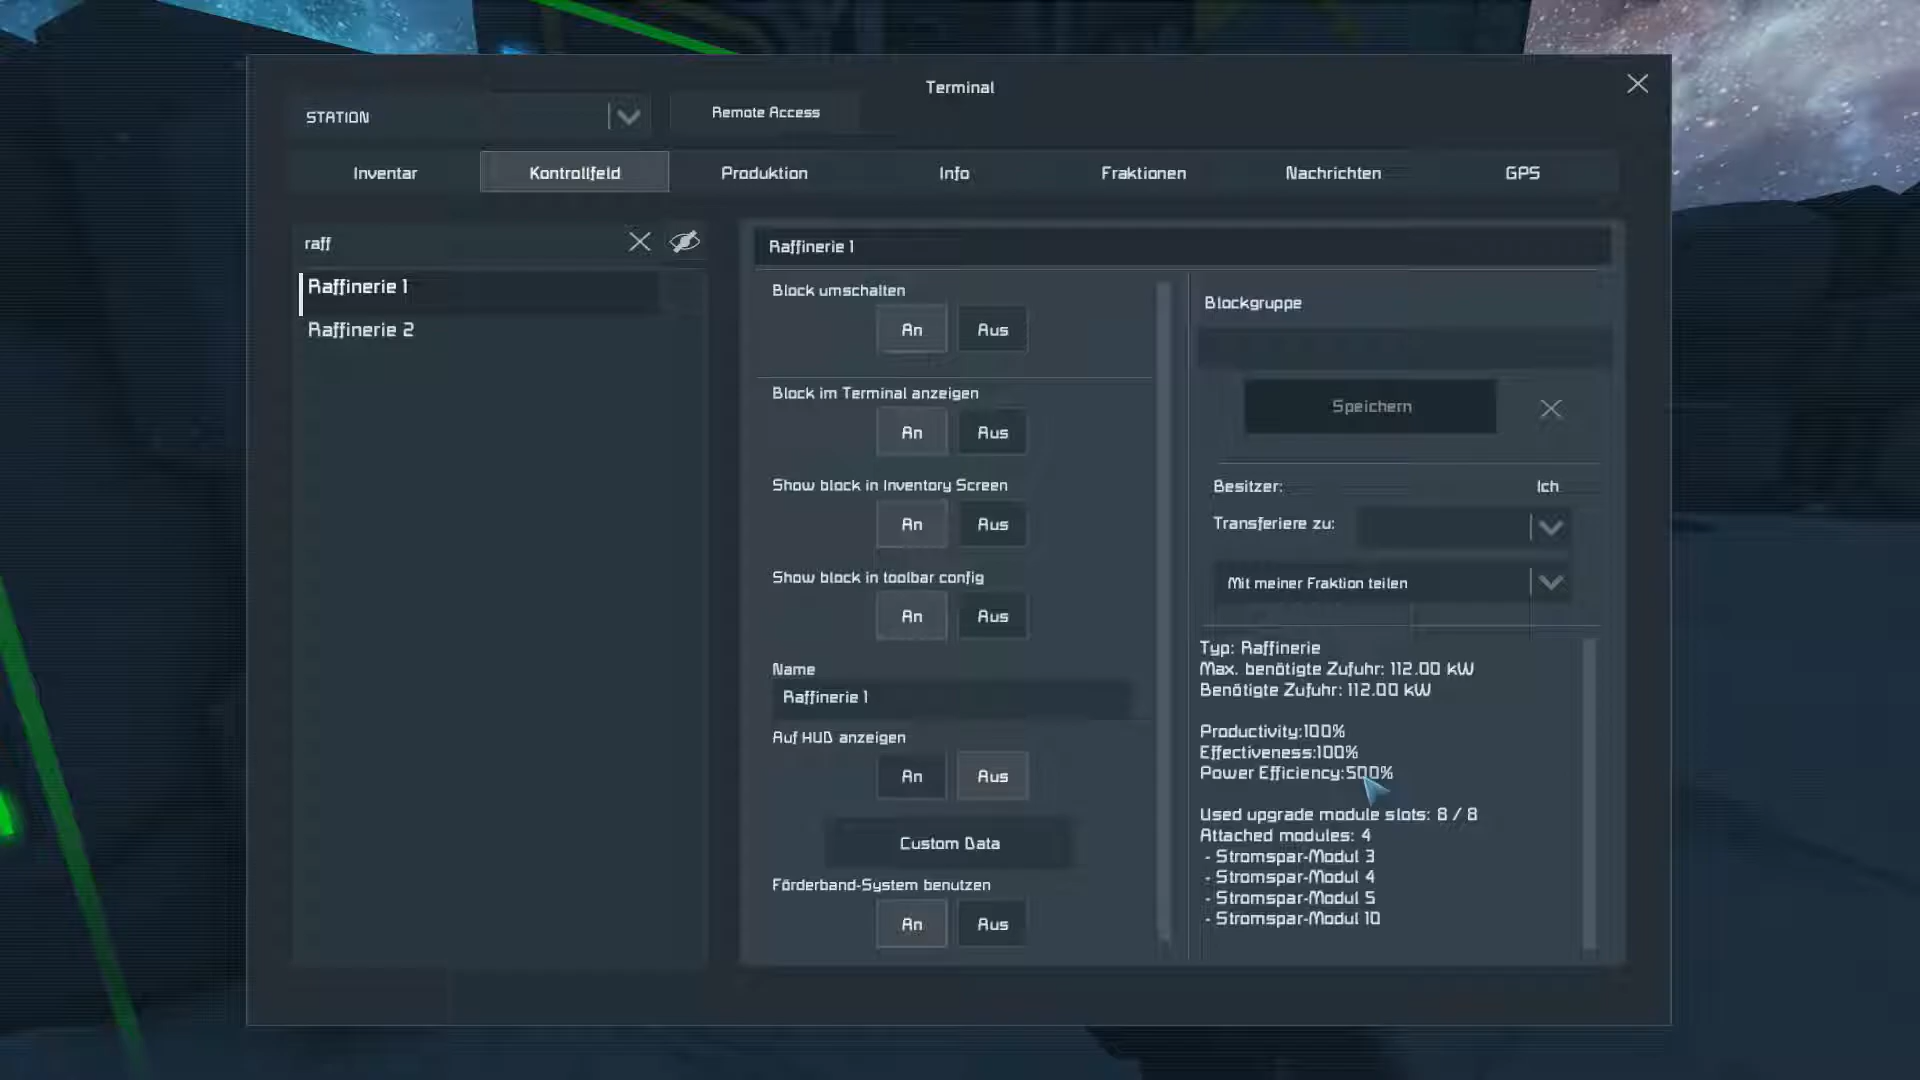 Terminal
STATION
Remote Access
Inventar
Kontrollfeld
Produktion
Info
Fraktionen
Nachrichten
GPS
raff
Raffinerie 1
Raffinerie 2
Raffinerie 1
Block umschalten
An
Aus
Block im Terminal anzeigen
An
Aus
Show block in Inventory Screen
An
Aus
Show block in toolbar config
An
Aus
Name
Raffinerie 1
Auf HUD anzeigen
An
Aus
Custom Data
Förderband-System benutzen
An
Aus
Blockgruppe
Speichern
Besitzer: Ich
Transferiere zu:
Mit meiner Fraktion teilen
Typ: Raffinerie
Max. benötigte Zufuhr: 112.00 kW
Benötigte Zufuhr: 112.00 kW
Productivity:100%
Effectiveness:100%
Power Efficiency:500%
Used upgrade module slots: 8 / 8
Attached modules: 4
- Stromspar-Modul 3
- Stromspar-Modul 4
- Stromspar-Modul 5
- Stromspar-Modul 10